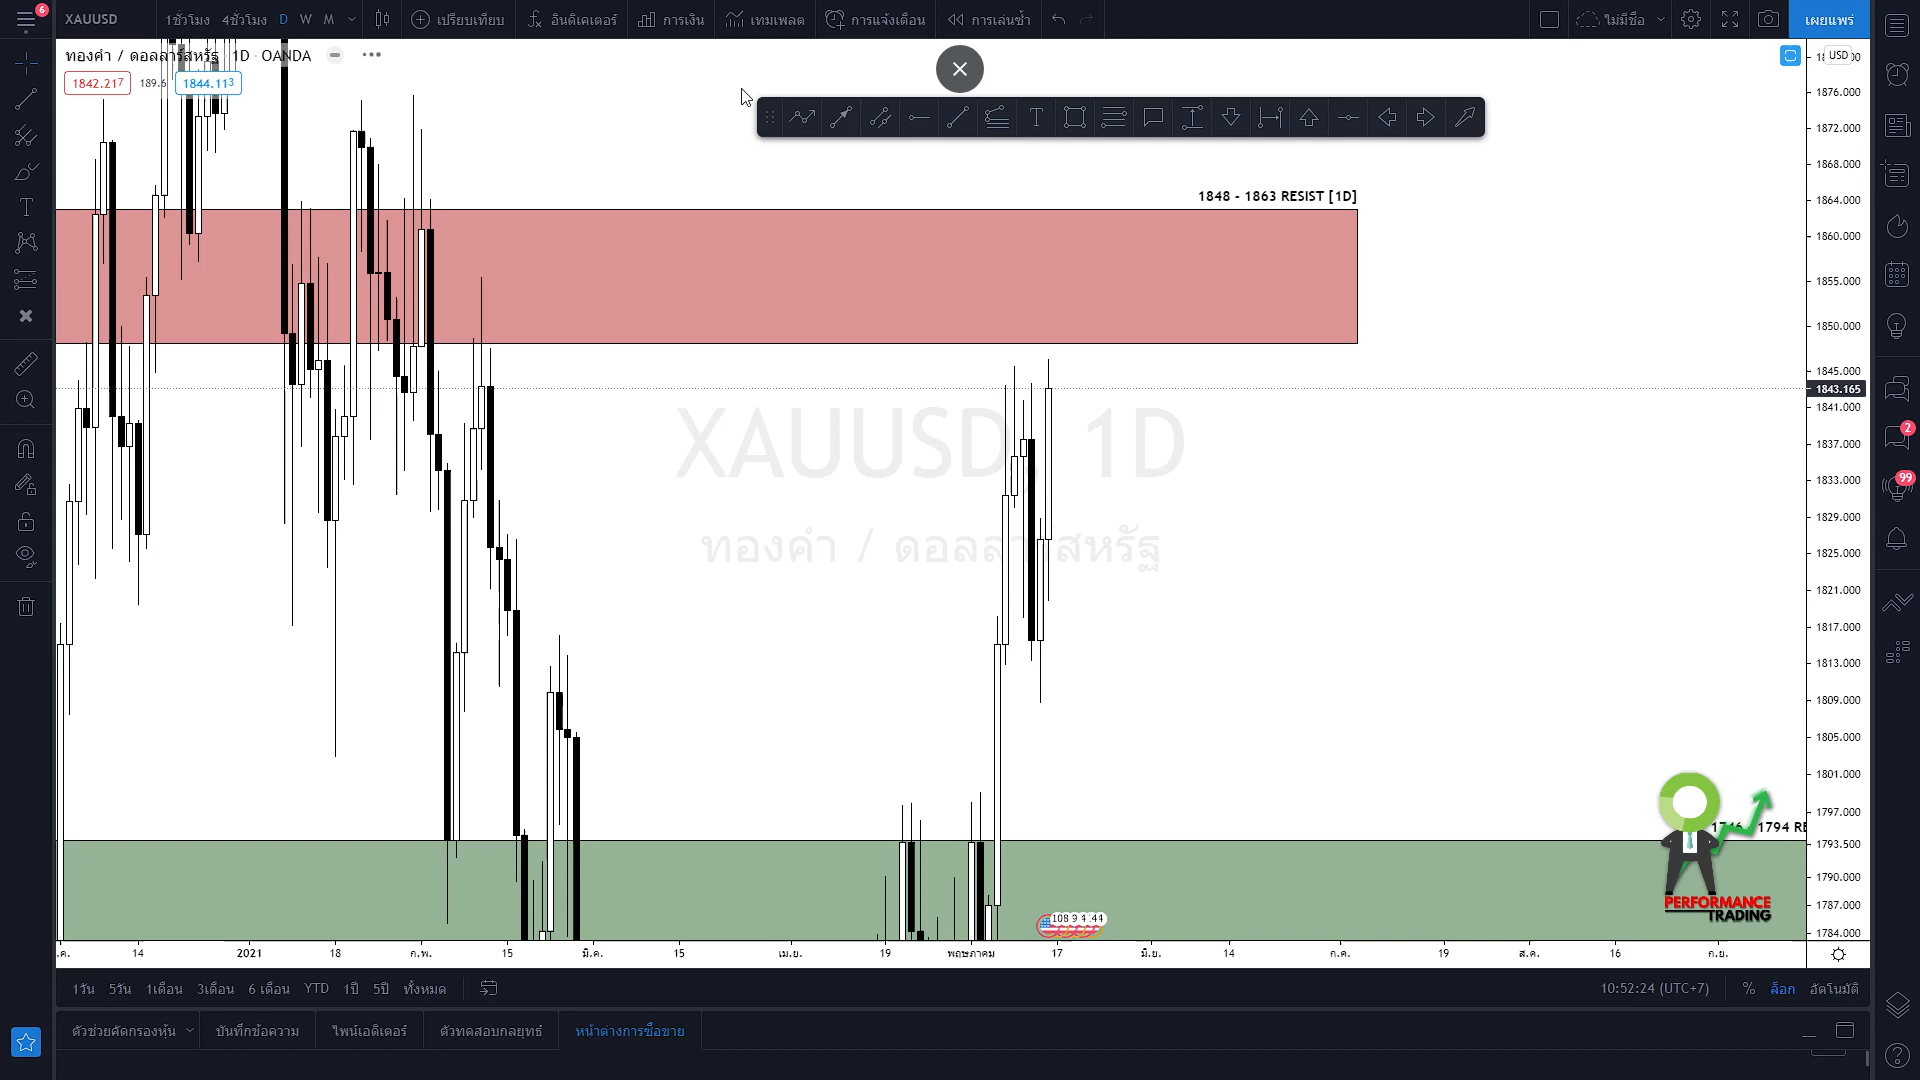 6
XAUUSD
1ชั่วโมง 4ชั่วโมง D W M เปรียบเทียบ อินดิเคเตอร์ การเงิน เทมเพลต การแจ้งเตือน การเล่นซ้ำ ไม่มีชื่อ เผยแพร่
ทองคำ / ดอลลาร์สหรัฐ · 1D · OANDA
1842.217 189.6 1844.113
USD
1876.000
1872.000
1868.000
1864.000
1860.000
1855.000
1850.000
1845.000
1843.165
1841.000
1837.000
1833.000
1829.000
1825.000
1821.000
1817.000
1813.000
1809.000
1805.000
1801.000
1797.000
1793.500
1790.000
1787.000
1784.000
1848 - 1863 RESIST [1D]
XAUUSD, 1D
ทองคำ / ดอลลาร์สหรัฐ
1746 - 1794 RE
PERFORMANCE
TRADING
2
99
14 2021 18 ก.พ. 15 มี.ค. 15 เม.ย. 19 พฤษภาคม 17 มิ.ย. 14 ก.ค. 19 ส.ค. 16 ก.ย.
1วัน 5วัน 1เดือน 3เดือน 6 เดือน YTD 1ปี 5ปี ทั้งหมด 10:52:24 (UTC+7) % ล็อก อัตโนมัติ
ตัวช่วยคัดกรองหุ้น บันทึกข้อความ ไพน์เอดิเตอร์ ตัวทดสอบกลยุทธ์ หน้าต่างการซื้อขาย